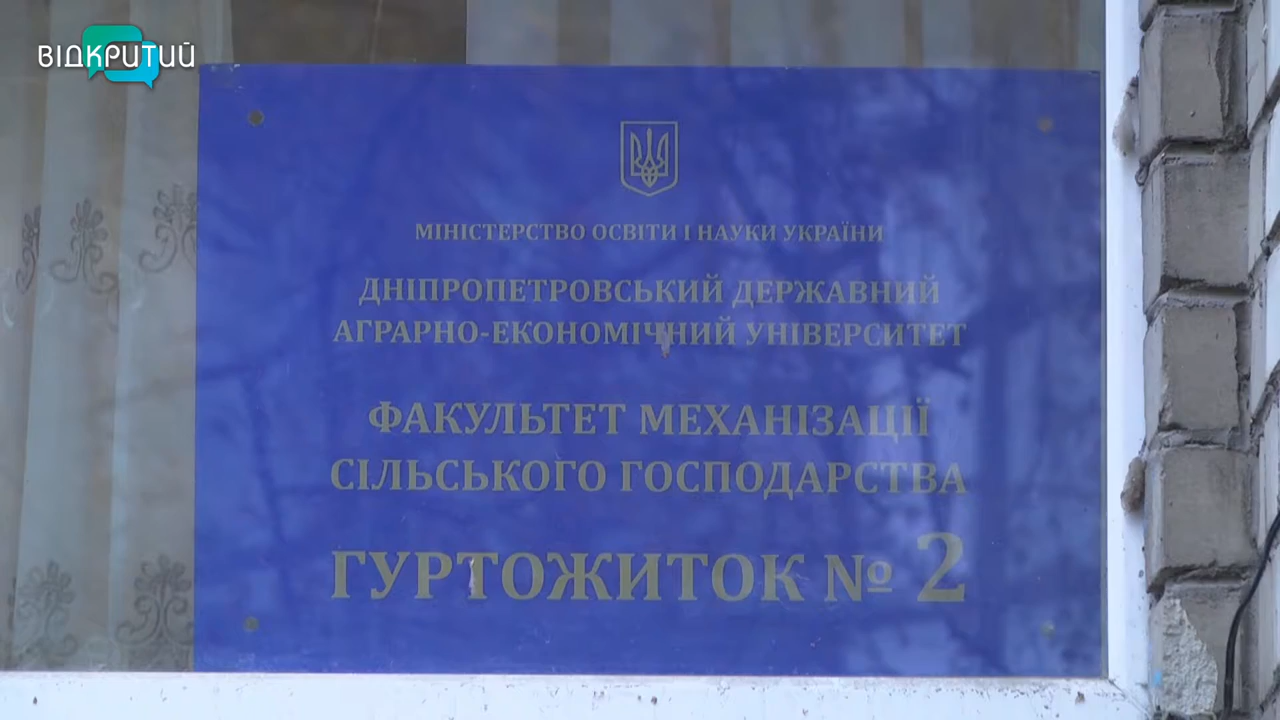 ВІДКРИТИЙ
МІНІСТЕРСТВО ОСВІТИ І НАУКИ УКРАЇНИ
ДНІПРОПЕТРОВСЬКИЙ ДЕРЖАВНИЙ
АГРАРНО-ЕКОНОМІЧНИЙ УНІВЕРСИТЕТ
ФАКУЛЬТЕТ МЕХАНІЗАЦІЇ
СІЛЬСЬКОГО ГОСПОДАРСТВА
ГУРТОЖИТОК № 2